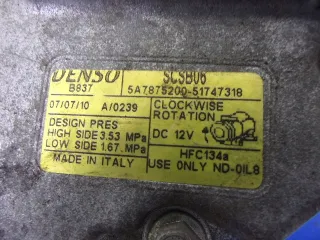 DENSO SCSB06
B837 5A7875200-51747318
07/07/10 A/0239
CLOCKWISE
ROTATION
DESIGN PRES
HIGH SIDE 3.53 MPa
LOW SIDE 1.67 MPa
DC 12V
MADE IN ITALY
HFC134a
USE ONLY ND-OIL8